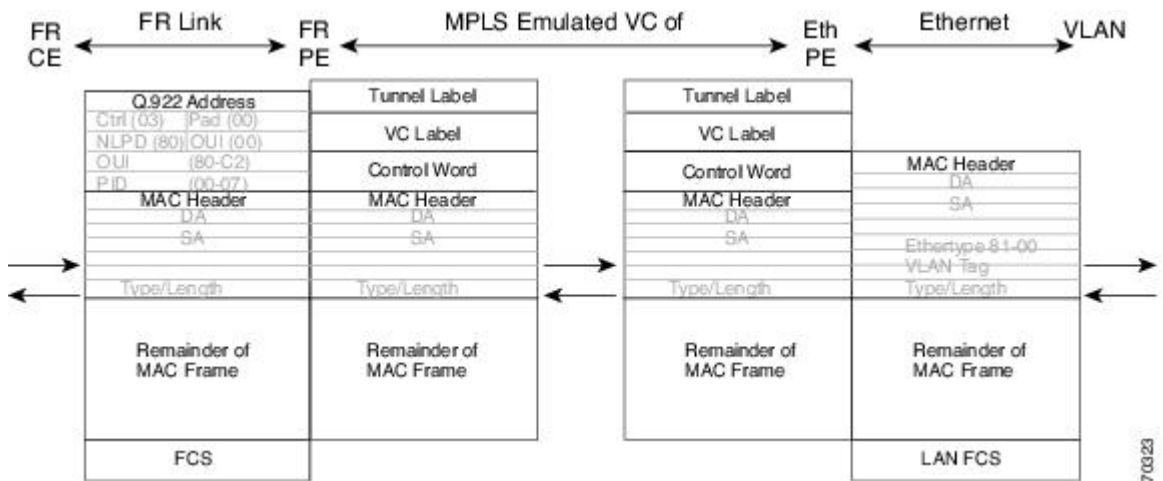 FR CE
FR Link
FR PE
MPLS Emulated VC of
Eth PE
Ethernet
VLAN
Q.922 Address
Ctrl (03) Pad (00)
NLPD (80) OUI (00)
OUI (80-C2)
PID (00-07)
MAC Header
DA
SA
Type/Length
Remainder of
MAC Frame
FCS
Tunnel Label
VC Label
Control Word
MAC Header
DA
SA
Type/Length
Remainder of
MAC Frame
Tunnel Label
VC Label
Control Word
MAC Header
DA
SA
Type/Length
Remainder of
MAC Frame
MAC Header
DA
SA
Ethertype 81-00
VLAN Tag
Type/Length
Remainder of
MAC Frame
LAN FCS
70323